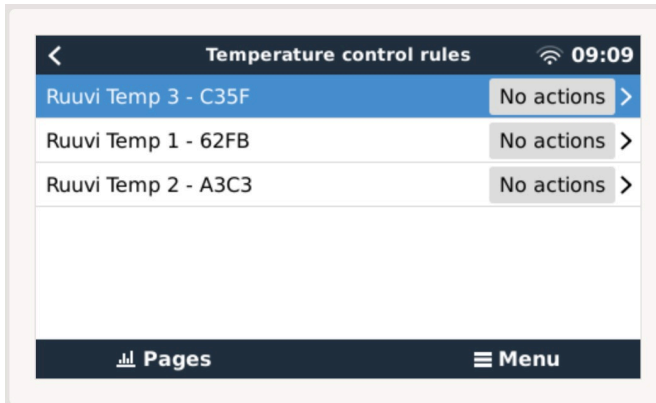 Temperature control rules 09:09
Ruuvi Temp 3 - C35F No actions
Ruuvi Temp 1 - 62FB No actions
Ruuvi Temp 2 - A3C3 No actions
Pages Menu